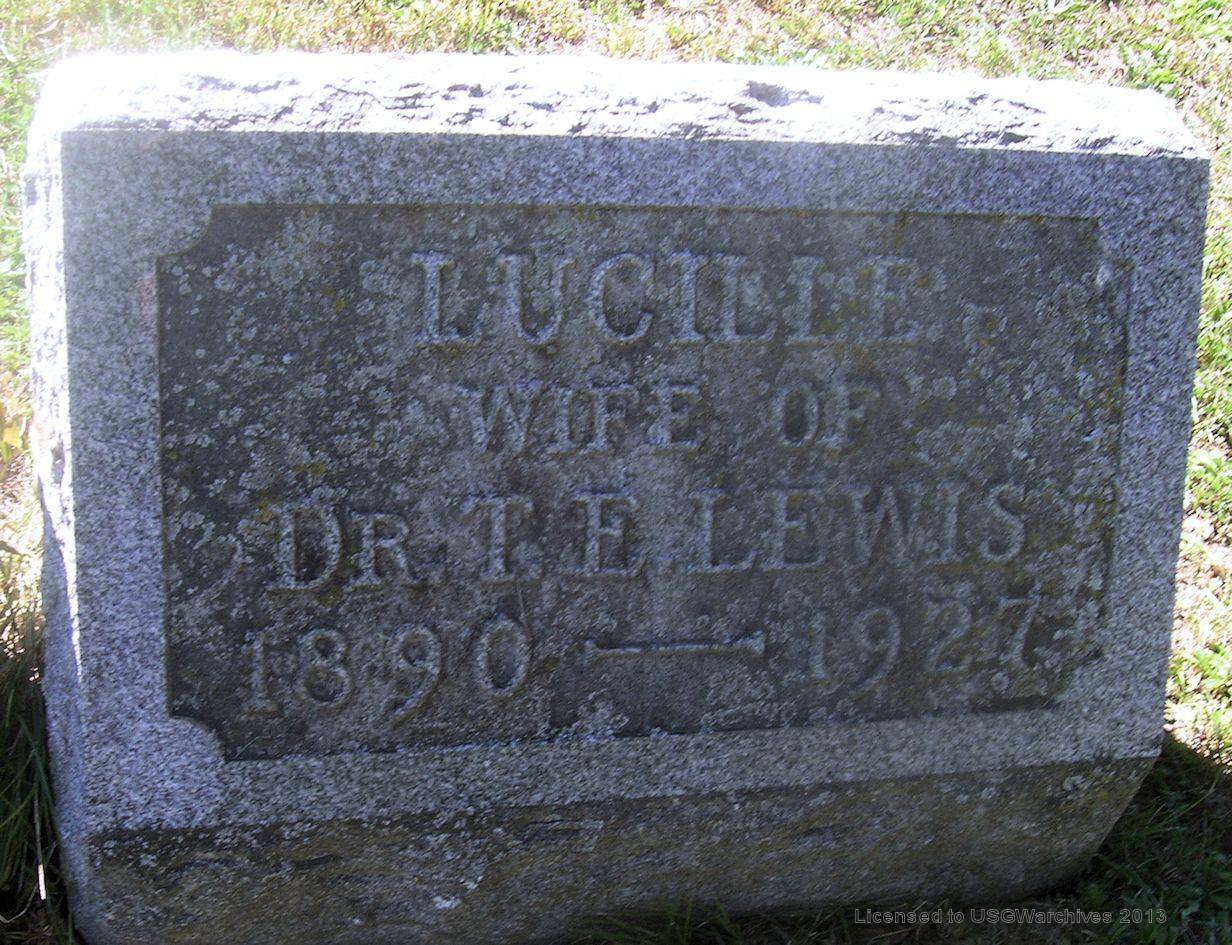 LUCILLE
WIFE OF
DR. T. E. LEWIS
1890 — 1927
Licensed to USGWarchives 2013